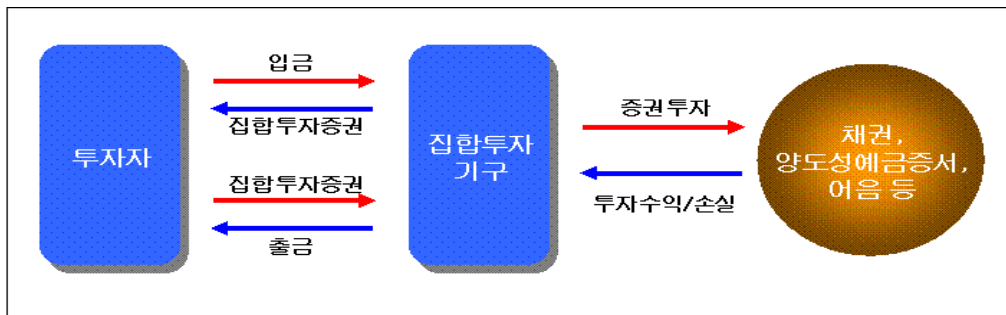 입금
집합투자증권
투자자
집합투자증권
출금
집합투자
기구
증권투자
투자수익/손실
채권,
양도성예금증서,
어음 등